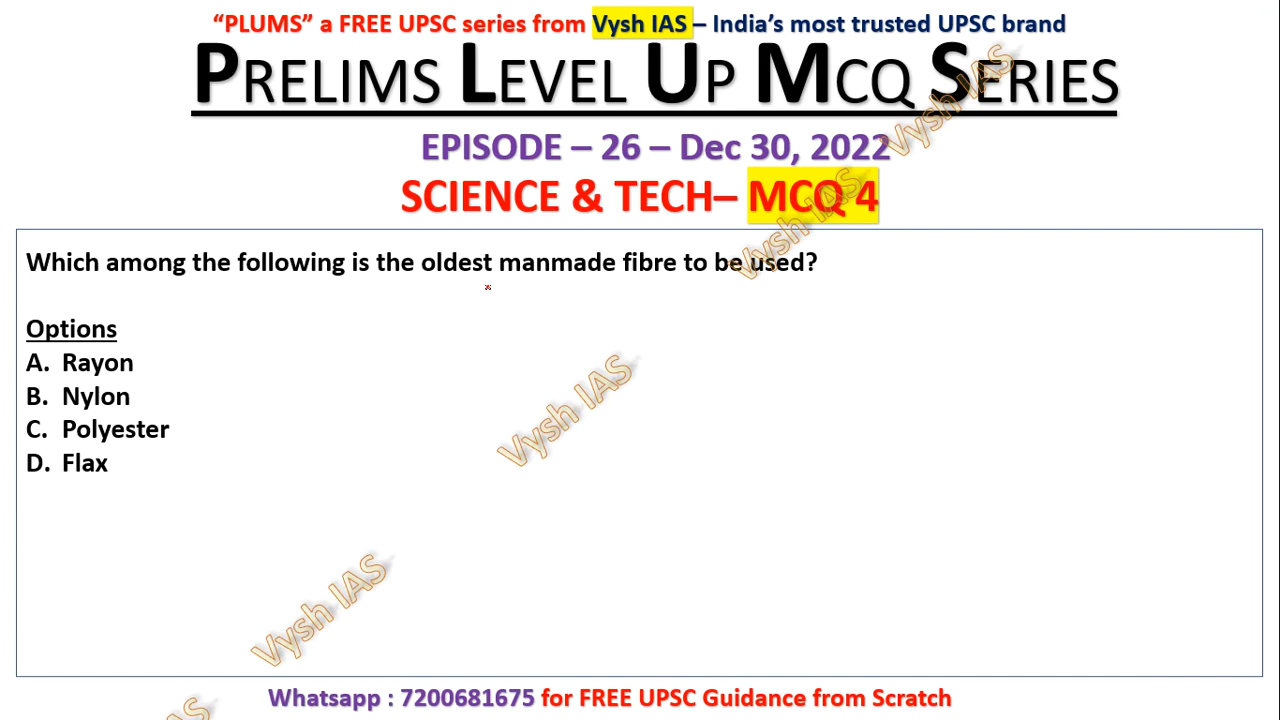 “PLUMS” a FREE UPSC series from Vysh IAS – India’s most trusted UPSC brand
PRELIMS LEVEL UP MCQ SERIES
EPISODE – 26 – Dec 30, 2022
SCIENCE & TECH– MCQ 4
Which among the following is the oldest manmade fibre to be used?
Options
A. Rayon
B. Nylon
C. Polyester
D. Flax
Vysh IAS
Vysh IAS
Vysh IAS
Vysh IAS
IAS
Whatsapp : 7200681675 for FREE UPSC Guidance from Scratch